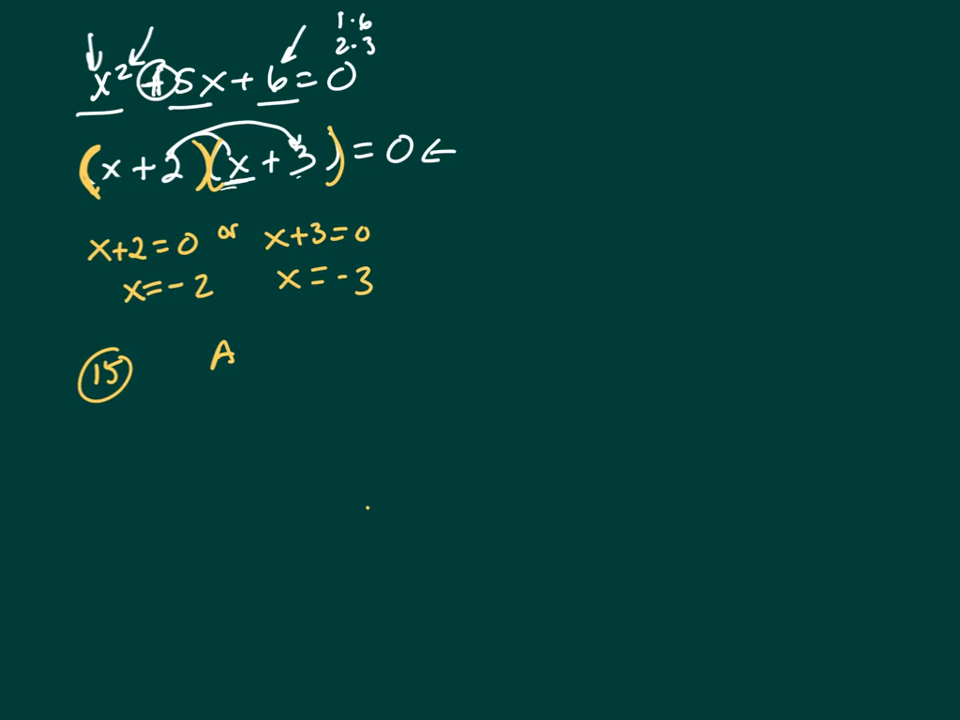 1·6
2·3
x² + 5x + 6 = 0
(x + 2)(x + 3) = 0 ←
x+2=0 or x+3=0
x=-2 x=-3
15 A